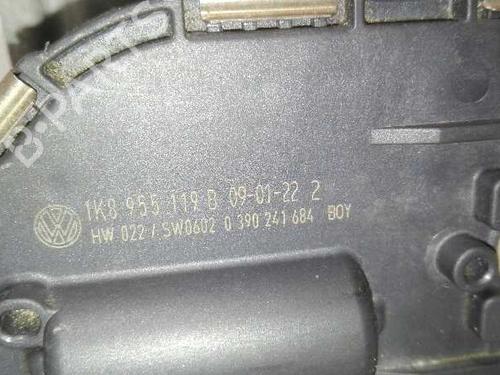 1K8 955 119 B 09-01-22 2
HW 022 / SW0602 0 390 241 684 BOY
B-PARTS